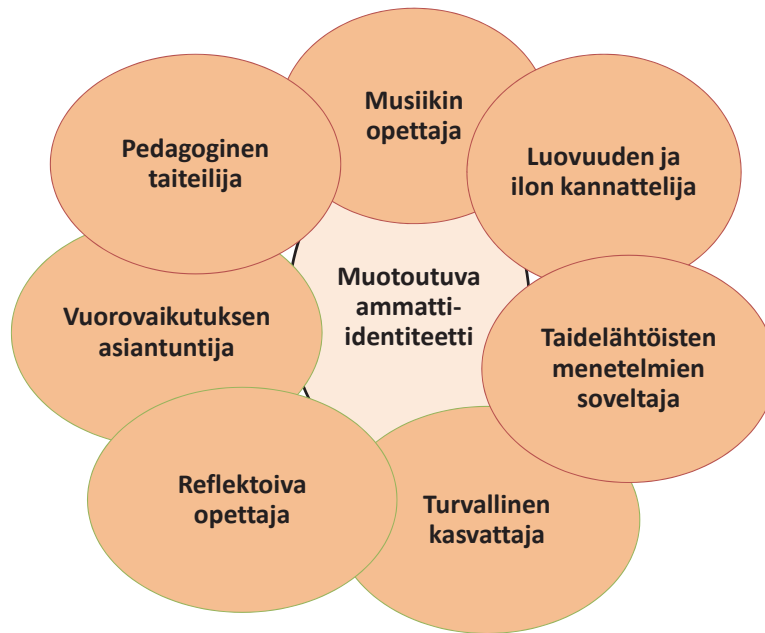 Musiikin
opettaja
Luovuuden ja
ilon kannattelija
Taidelähtöisten
menetelmien
soveltaja
Turvallinen
kasvattaja
Reflektoiva
opettaja
Vuorovaikutuksen
asiantuntija
Pedagoginen
taiteilija
Muotoutuva
ammatti-
identiteetti